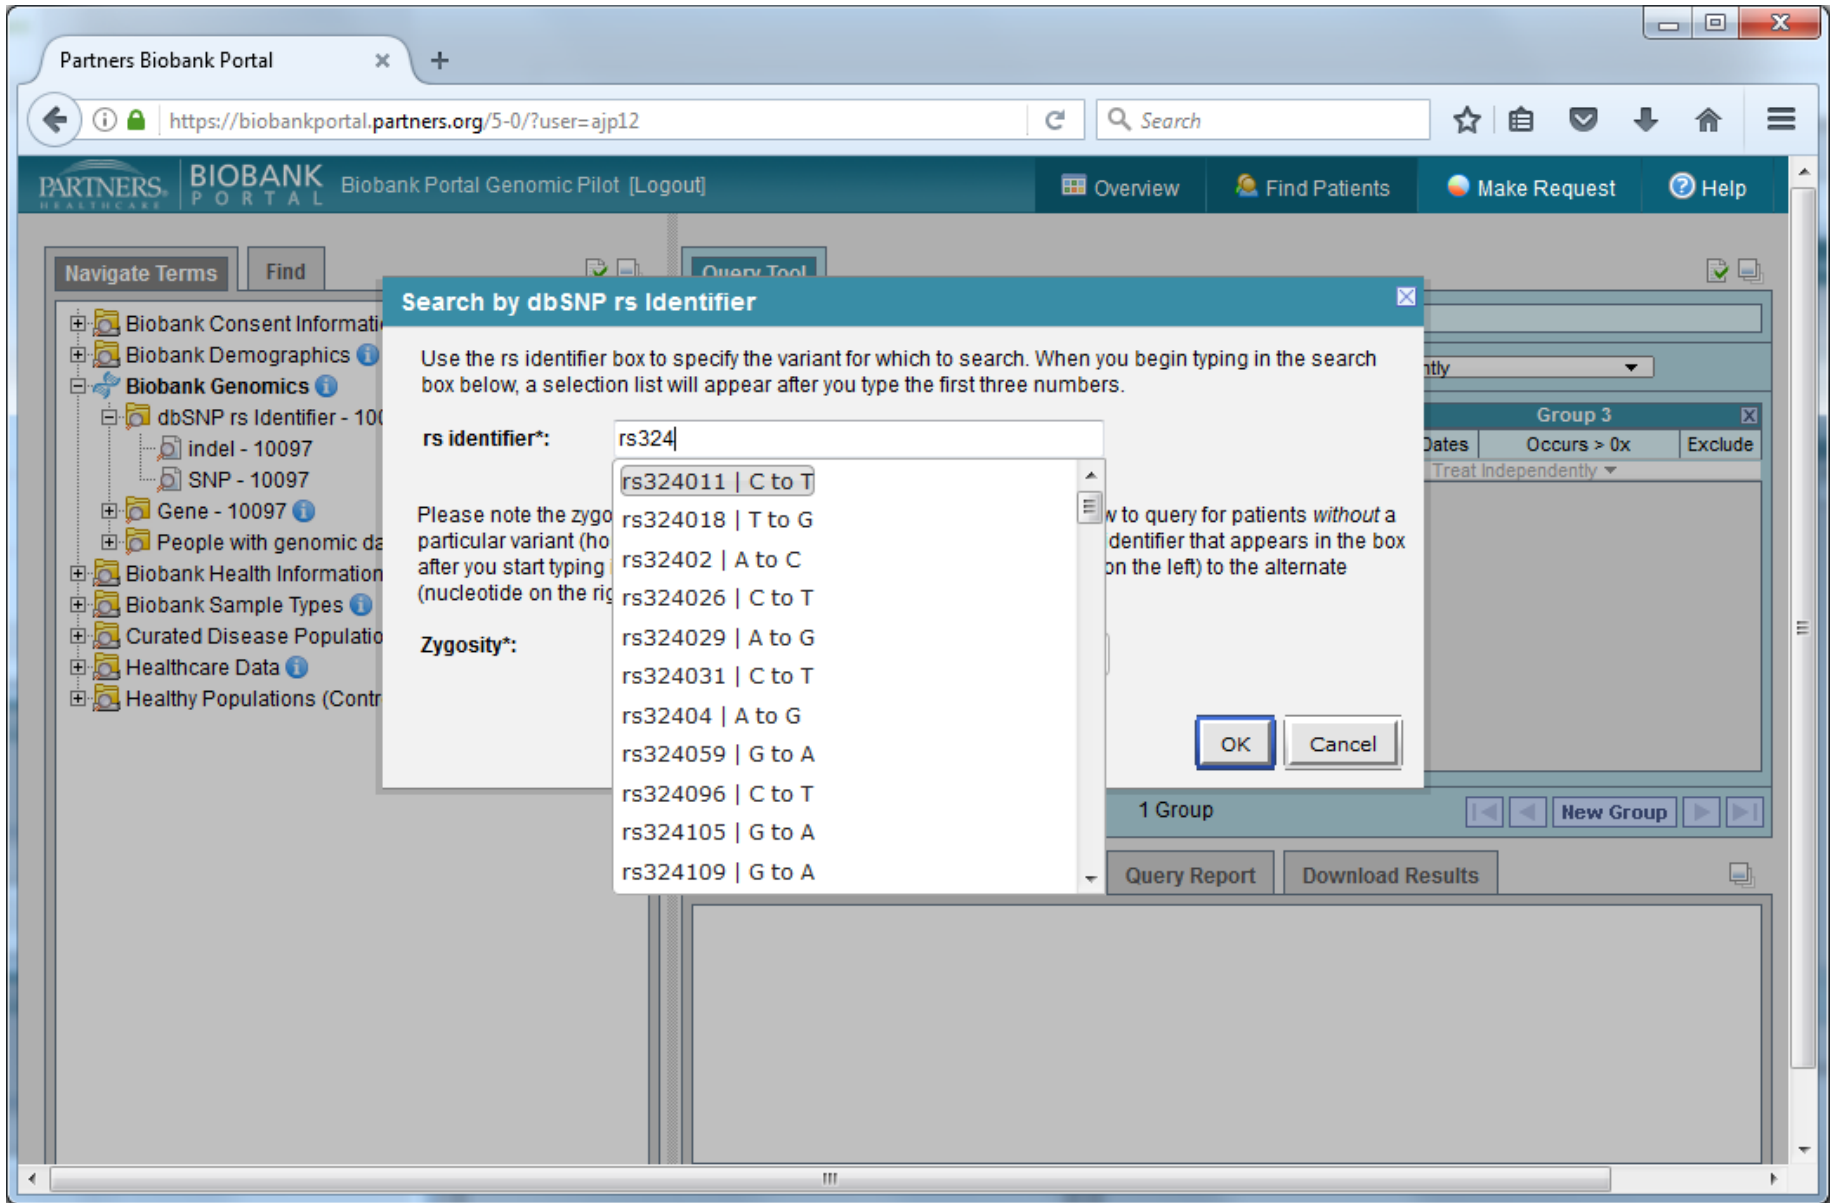 Partners Biobank Portal
https://biobankportal.partners.org/5-0/?user=ajp12
Search
PARTNERS.
HEALTHCARE
BIOBANK
PORTAL
Biobank Portal Genomic Pilot [Logout]
Overview
Find Patients
Make Request
Help
Navigate Terms
Find
Query Tool
Biobank Consent Informati
Biobank Demographics
Biobank Genomics
dbSNP rs Identifier - 100
indel - 10097
SNP - 10097
Gene - 10097
People with genomic da
Biobank Health Information
Biobank Sample Types
Curated Disease Populatio
Healthcare Data
Healthy Populations (Contr
Search by dbSNP rs Identifier
Use the rs identifier box to specify the variant for which to search. When you begin typing in the search
box below, a selection list will appear after you type the first three numbers.
rs identifier*:
rs324
rs324011 | C to T
rs324018 | T to G
rs32402 | A to C
rs324026 | C to T
rs324029 | A to G
rs324031 | C to T
rs32404 | A to G
rs324059 | G to A
rs324096 | C to T
rs324105 | G to A
rs324109 | G to A
Please note the zygo w to query for patients without a
particular variant (ho dentifier that appears in the box
after you start typing on the left) to the alternate
(nucleotide on the rig
Zygosity*:
OK
Cancel
ntly
Group 3
Dates
Occurs > 0x
Exclude
Treat Independently
1 Group
New Group
Query Report
Download Results